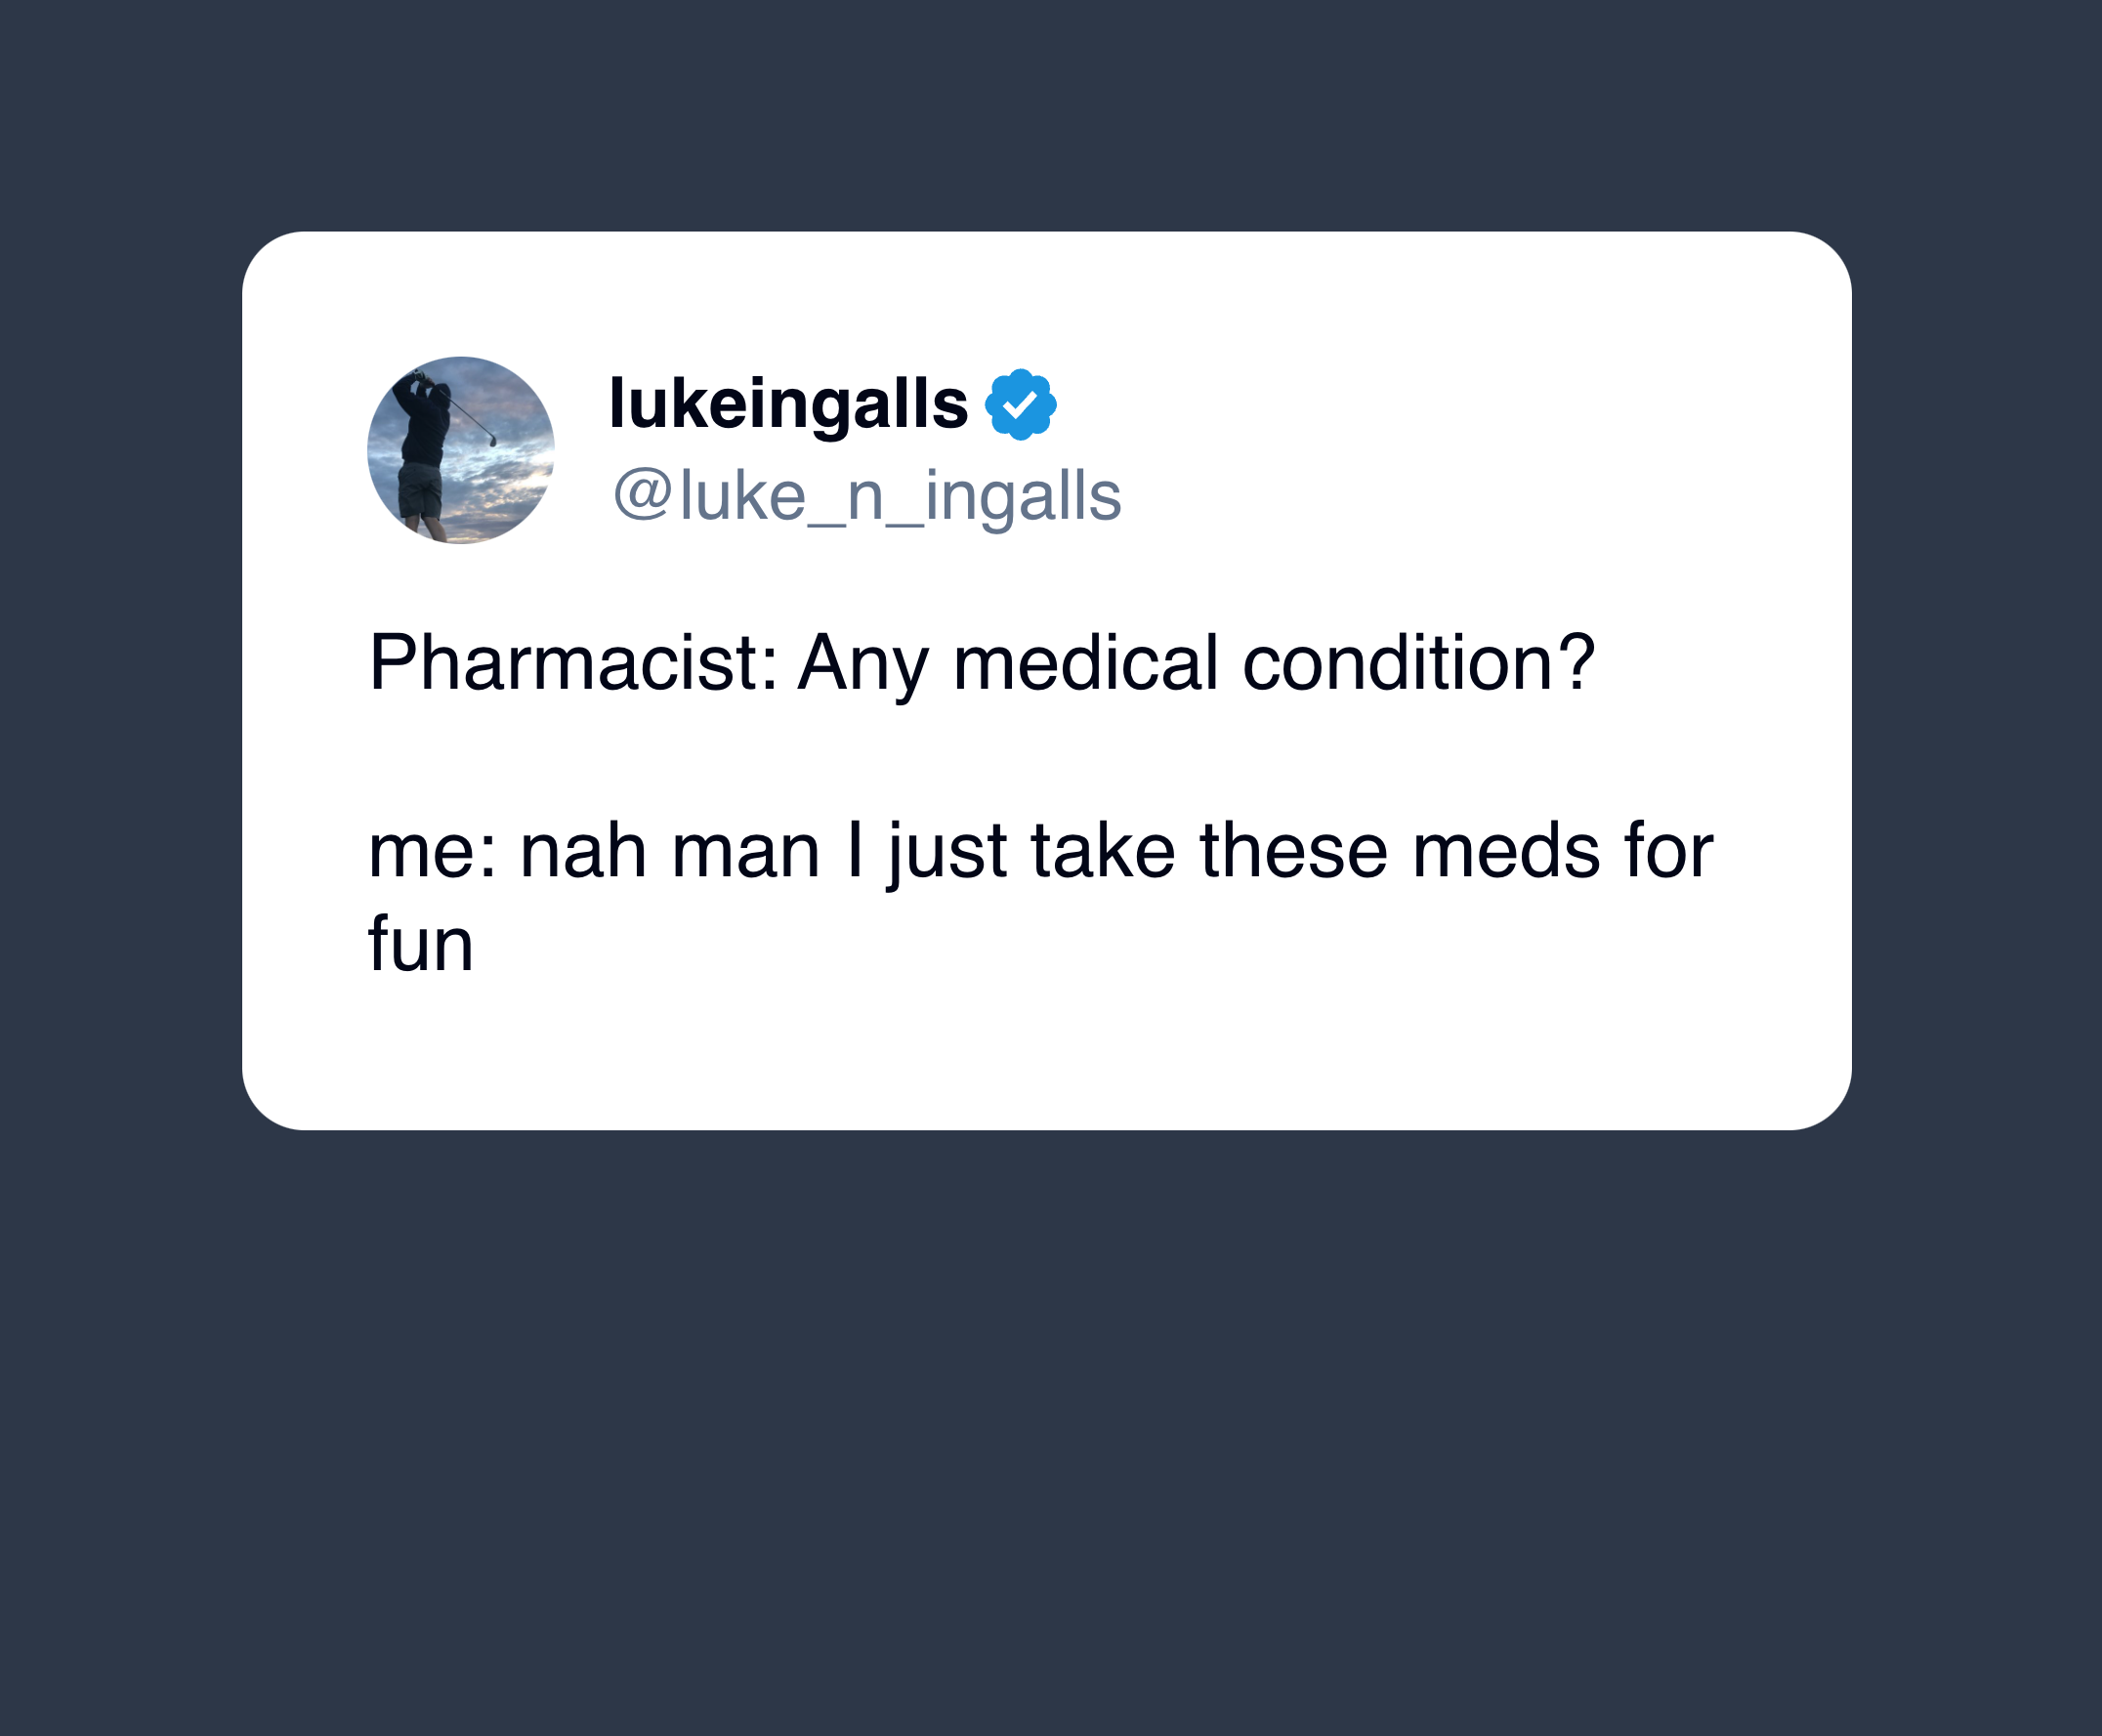 lukeingalls
@luke_n_ingalls
Pharmacist: Any medical condition?
me: nah man I just take these meds for
fun